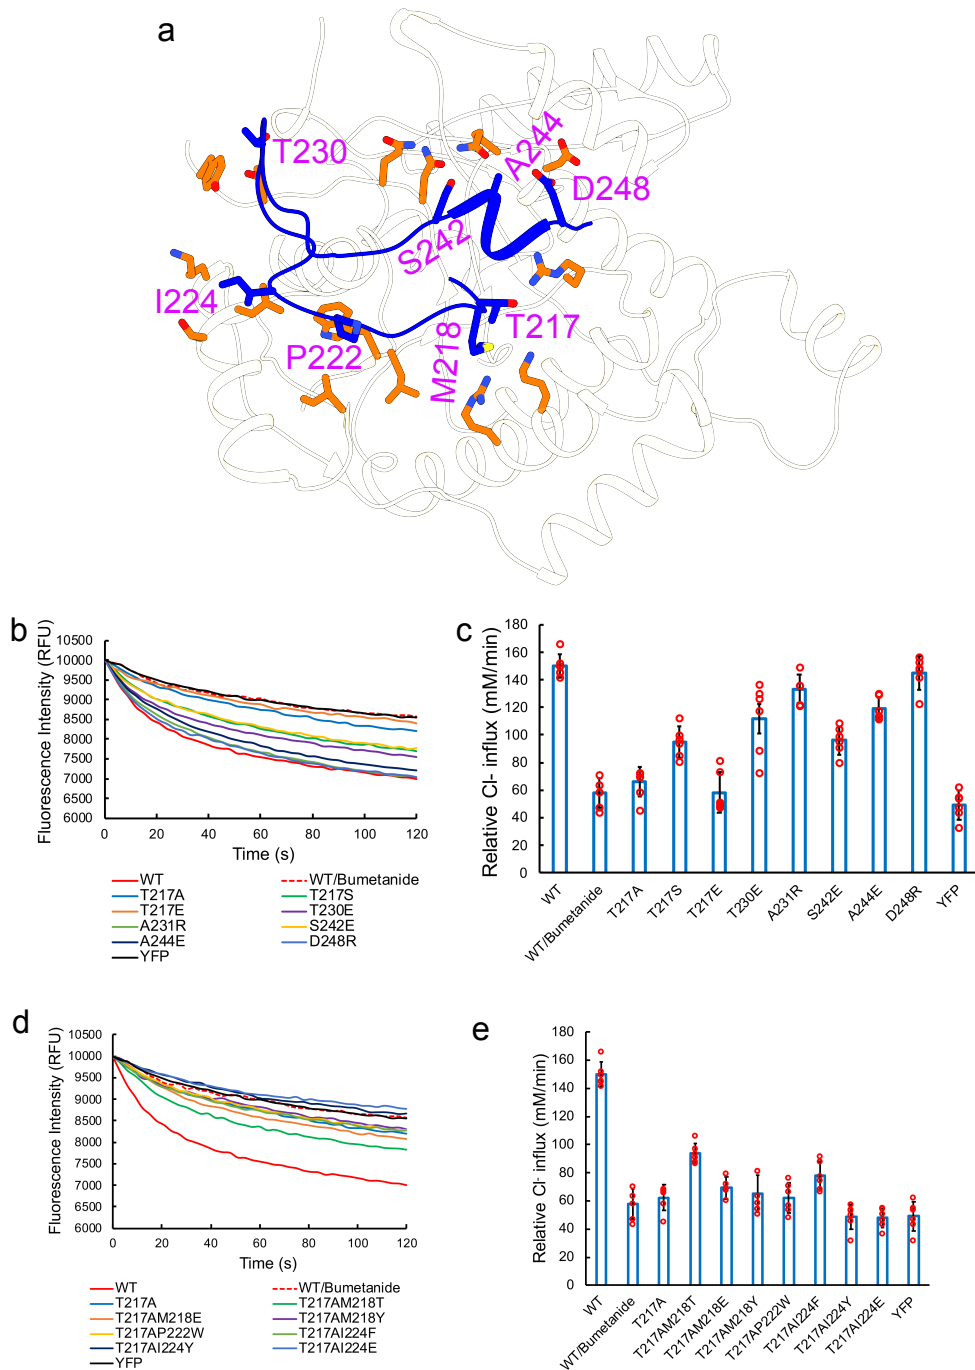 a
T230
A244
D248
S242
I224
T217
P222
M218
b
Fluorescence Intensity (RFU)
10500
10000
9500
9000
8500
8000
7500
7000
6500
6000
0 20 40 60 80 100 120
Time (s)
WT WT/Bumetanide
T217A T217S
T217E T230E
A231R S242E
A244E D248R
YFP
c
Relative Cl- influx (mM/min)
180
160
140
120
100
80
60
40
20
0
WT WT/Bumetanide T217A T217S T217E T230E A231R S242E A244E D248R YFP
d
Fluorescence Intensity (RFU)
10500
10000
9500
9000
8500
8000
7500
7000
6500
6000
0 20 40 60 80 100 120
Time (s)
WT WT/Bumetanide
T217A T217AM218T
T217AM218E T217AM218Y
T217AP222W T217AI224F
T217AI224Y T217AI224E
YFP
e
Relative Cl⁻ influx (mM/min)
180
160
140
120
100
80
60
40
20
0
WT WT/Bumetanide T217A T217AM218T T217AM218E T217AM218Y T217AP222W T217AI224F T217AI224Y T217AI224E YFP